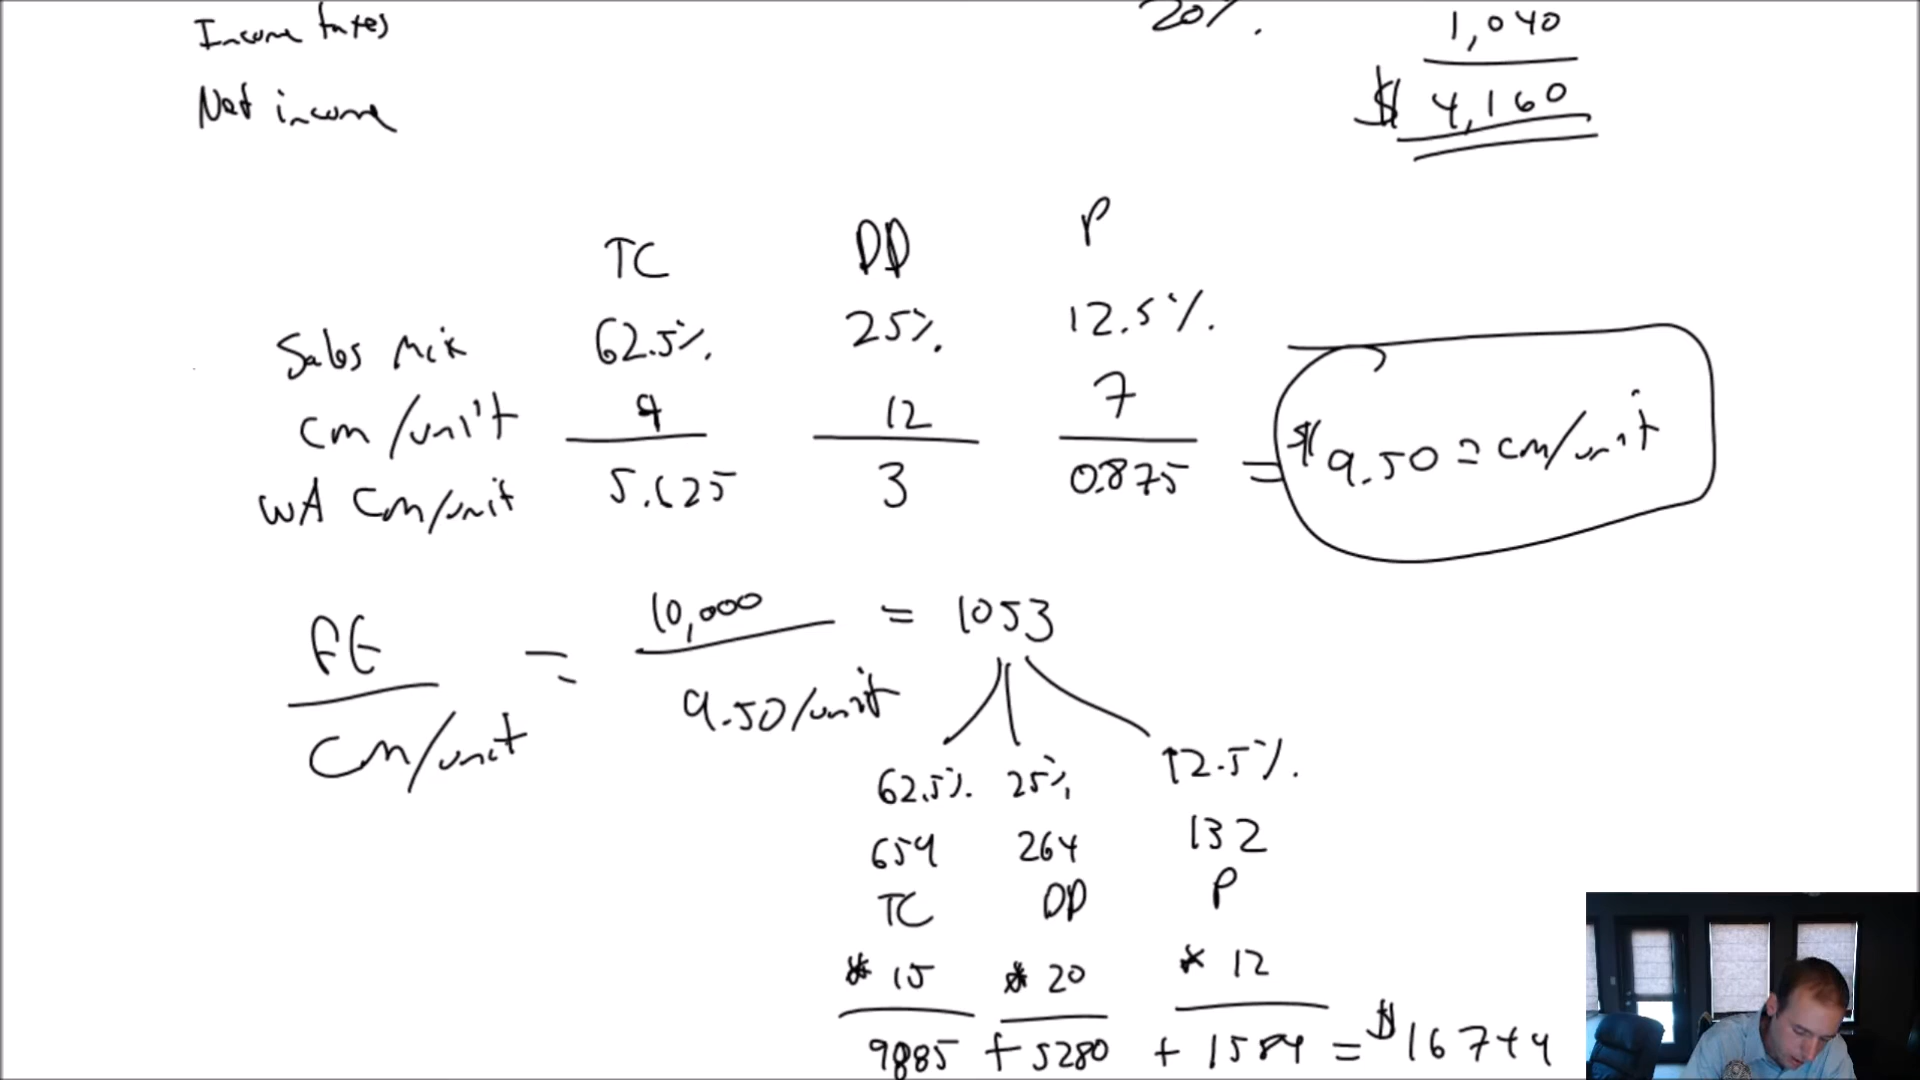 Income taxes 20%. 1,040
Net income $ 4,160
TC DD P
Sales Mix 62.5%. 25%. 12.5%.
cm/unit 9 12 7
WA Cm/unit 5.625 3 0.875 = $9.50 = cm/unit
FE = 10,000 = 1053
cm/unit 9.50/unit
62.5%. 25% 12.5%.
659 264 132
TC DD P
* 15 * 20 * 12
9885 + 5280 + 1584 = $16749